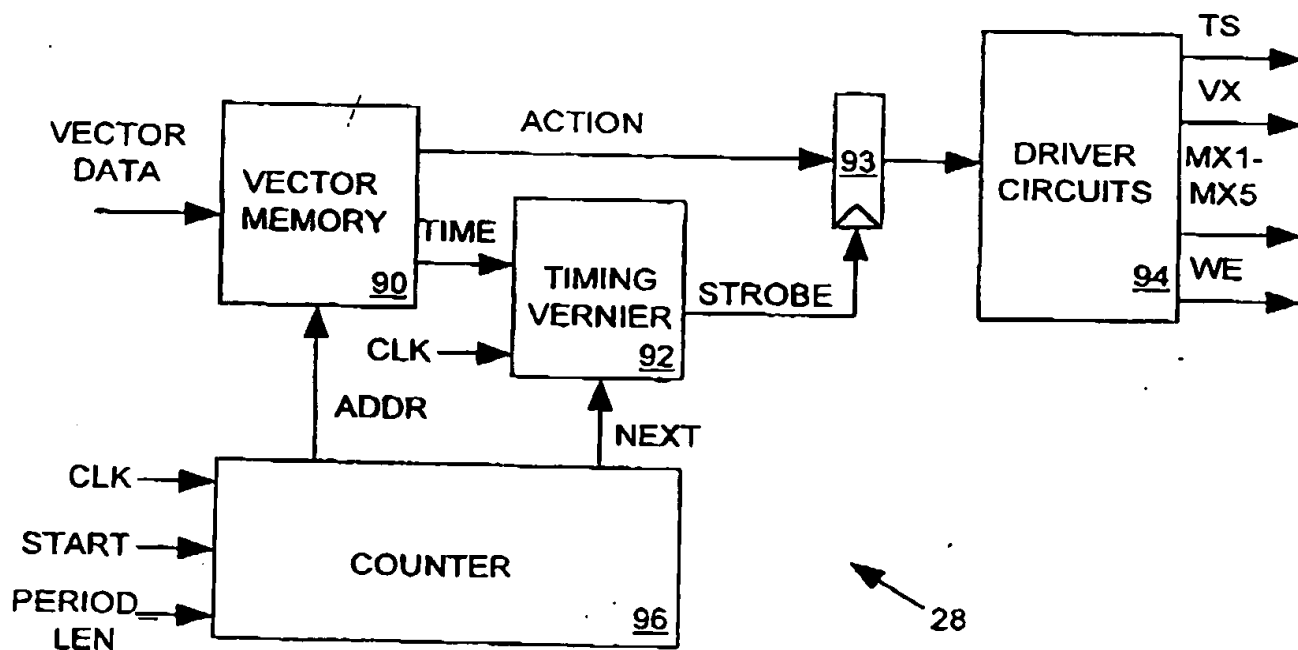 TS
VX
MX1-
MX5
WE
VECTOR
DATA
VECTOR
MEMORY
90
ACTION
TIME
TIMING
VERNIER
92
CLK
STROBE
93
DRIVER
CIRCUITS
94
ADDR
NEXT
CLK
START
PERIOD
LEN
COUNTER
96
28